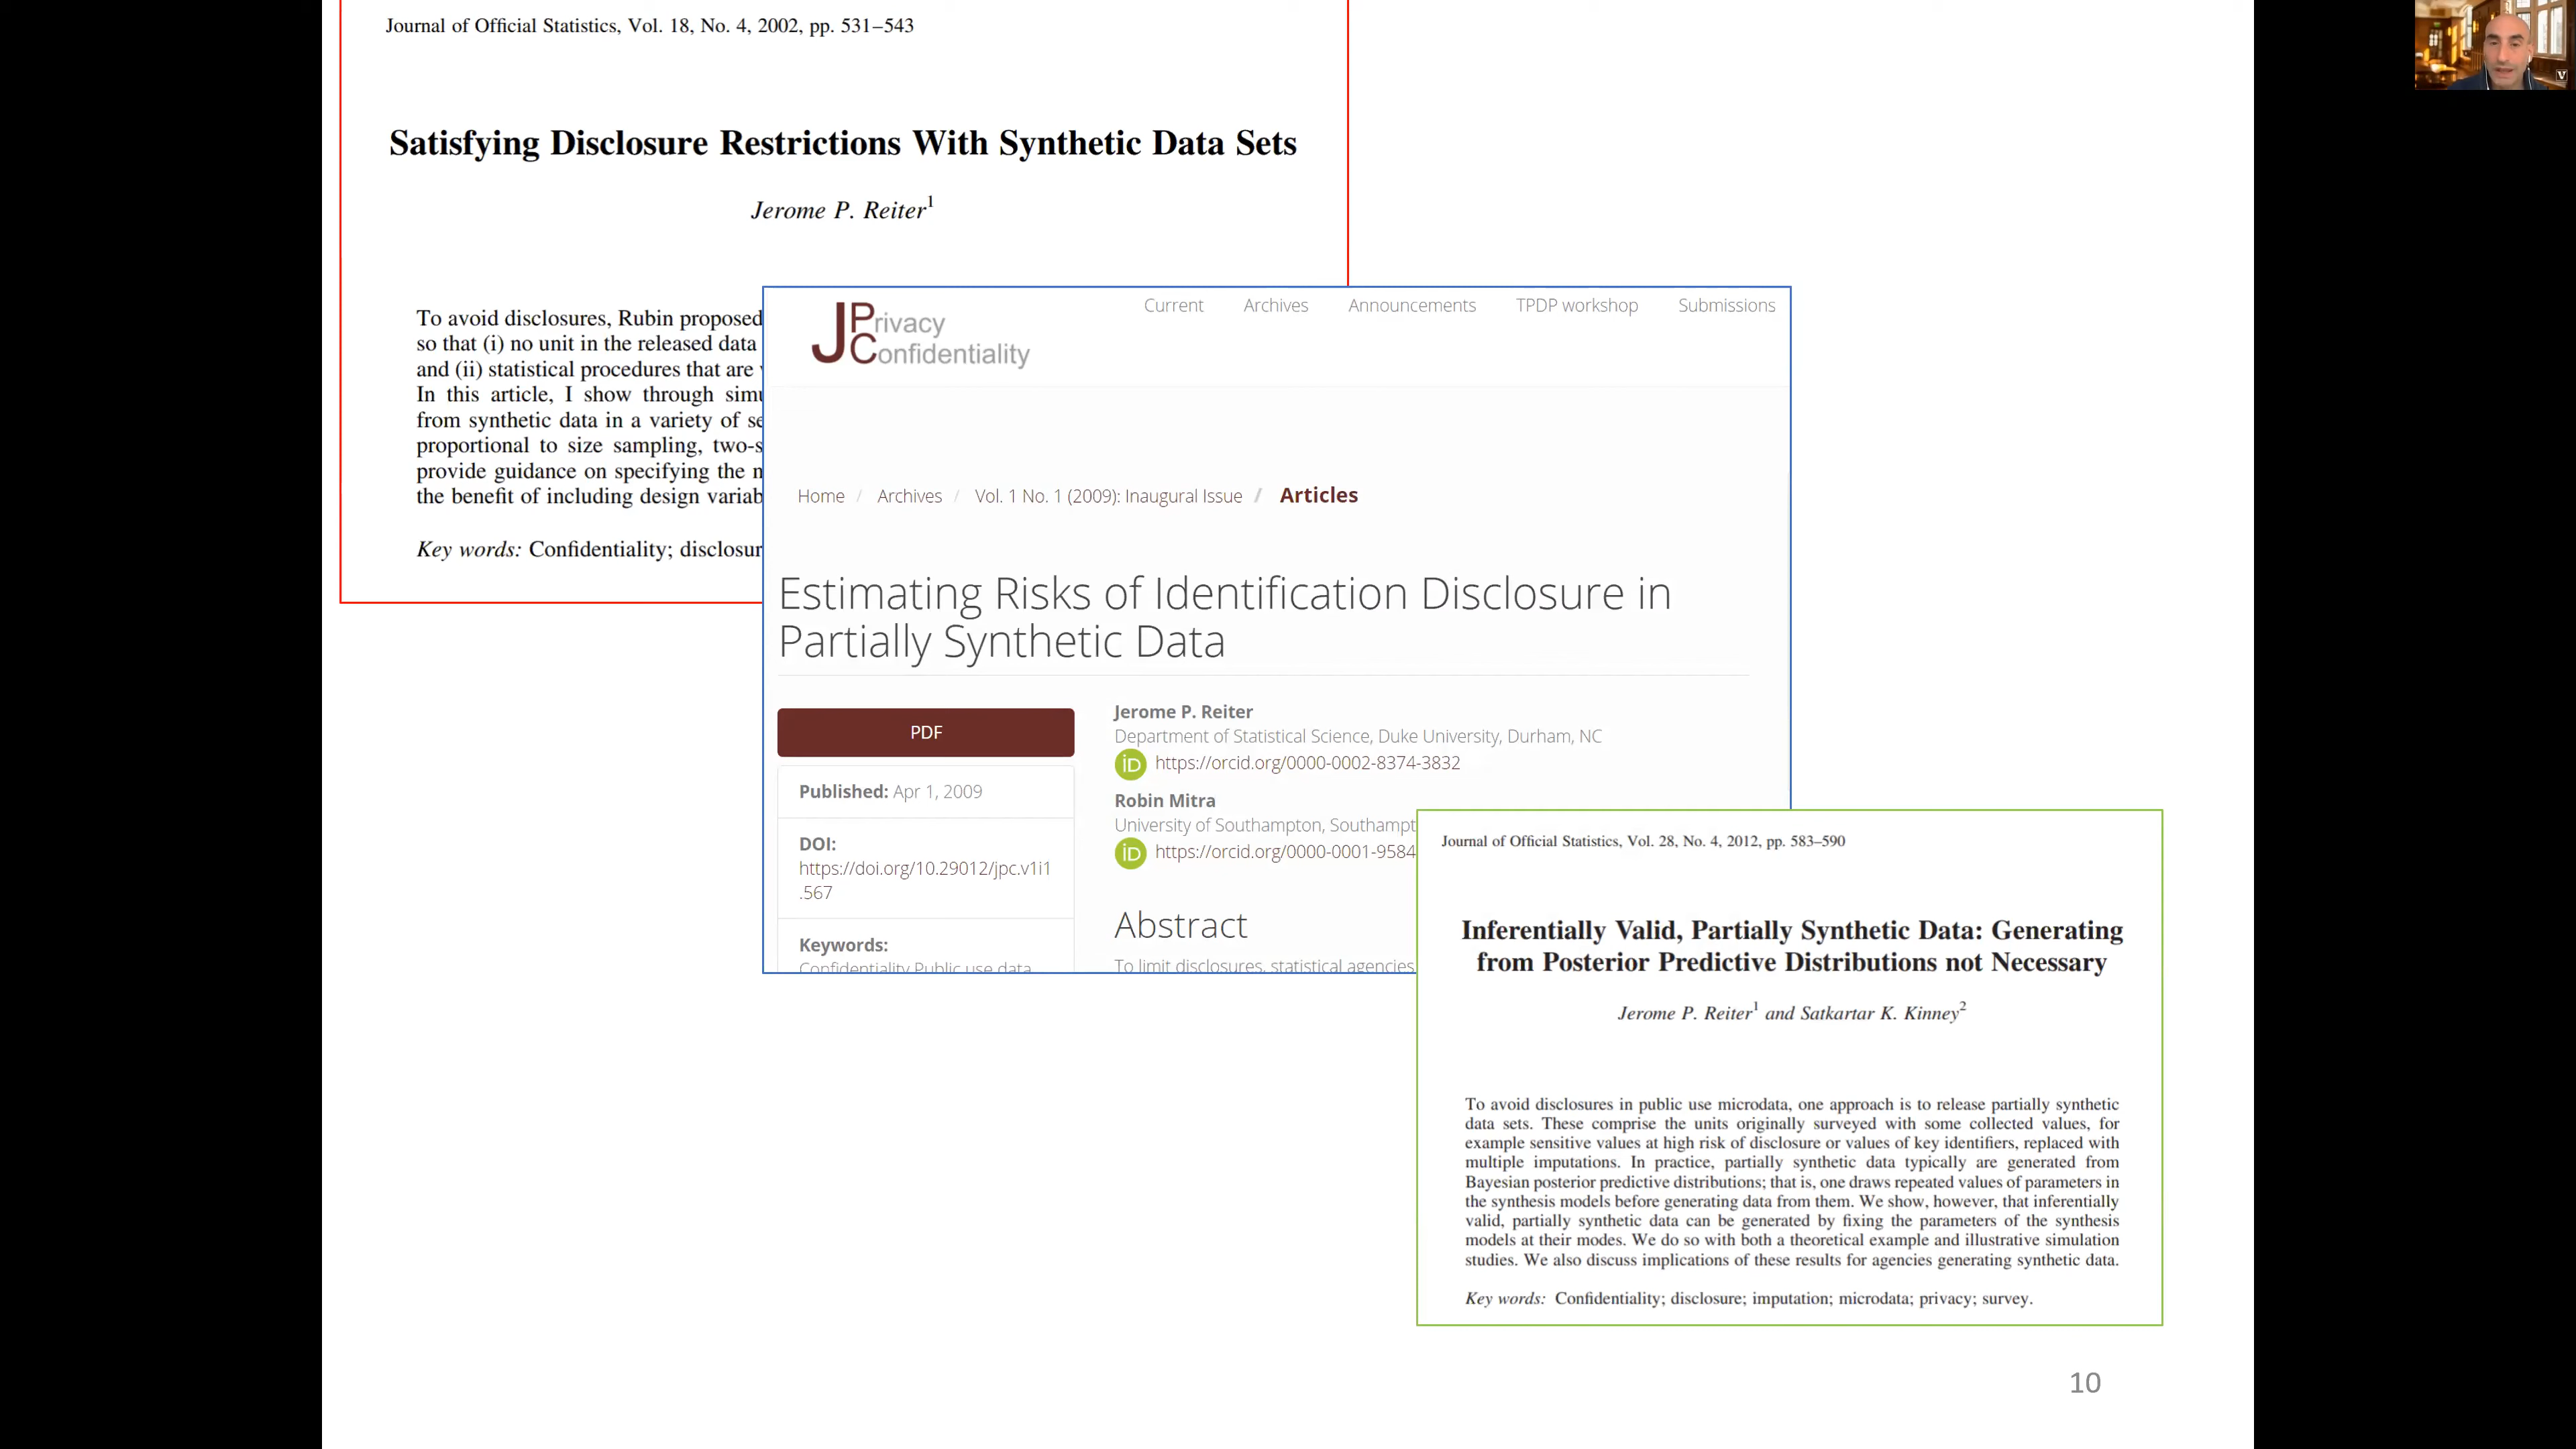 Journal of Official Statistics, Vol. 18, No. 4, 2002, pp. 531–543
Satisfying Disclosure Restrictions With Synthetic Data Sets
Jerome P. Reiter1
To avoid disclosures, Rubin proposed
so that (i) no unit in the released data
and (ii) statistical procedures that are
In this article, I show through simu
from synthetic data in a variety of se
proportional to size sampling, two-s
provide guidance on specifying the
the benefit of including design variab
Key words: Confidentiality; disclosur
JPC
Privacy
Confidentiality
Current Archives Announcements TPDP workshop Submissions
Home / Archives / Vol. 1 No. 1 (2009): Inaugural Issue / Articles
Estimating Risks of Identification Disclosure in
Partially Synthetic Data
PDF
Published: Apr 1, 2009
DOI:
https://doi.org/10.29012/jpc.v1i1
.567
Keywords:
Confidentiality Public use data
Jerome P. Reiter
Department of Statistical Science, Duke University, Durham, NC
iD https://orcid.org/0000-0002-8374-3832
Robin Mitra
University of Southampton, Southampt
iD https://orcid.org/0000-0001-9584
Abstract
To limit disclosures, statistical agencies
Journal of Official Statistics, Vol. 28, No. 4, 2012, pp. 583–590
Inferentially Valid, Partially Synthetic Data: Generating
from Posterior Predictive Distributions not Necessary
Jerome P. Reiter1 and Satkartar K. Kinney2
To avoid disclosures in public use microdata, one approach is to release partially synthetic
data sets. These comprise the units originally surveyed with some collected values, for
example sensitive values at high risk of disclosure or values of key identifiers, replaced with
multiple imputations. In practice, partially synthetic data typically are generated from
Bayesian posterior predictive distributions; that is, one draws repeated values of parameters in
the synthesis models before generating data from them. We show, however, that inferentially
valid, partially synthetic data can be generated by fixing the parameters of the synthesis
models at their modes. We do so with both a theoretical example and illustrative simulation
studies. We also discuss implications of these results for agencies generating synthetic data.
Key words: Confidentiality; disclosure; imputation; microdata; privacy; survey.
10
V